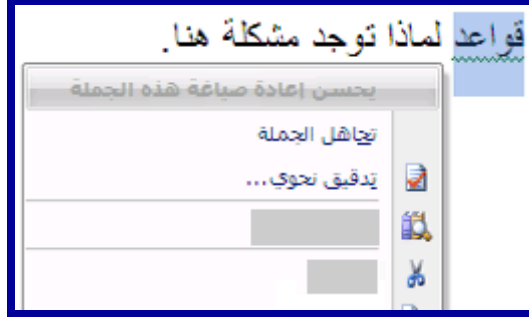 قواعد لماذا توجد مشكلة هنا.
يحسن إعادة صياغة هذه الجملة
تجاهل الجملة
تدقيق نحوي...